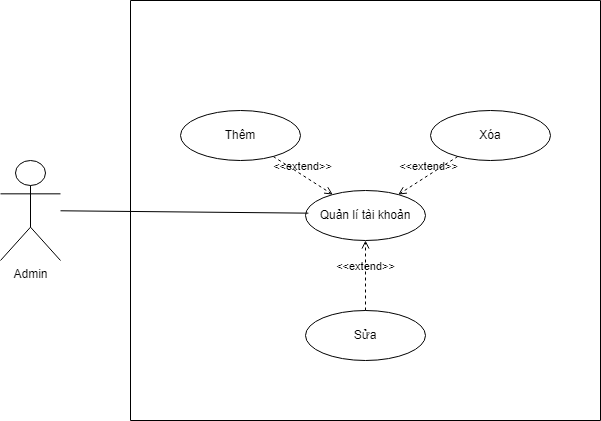 Thêm
Xóa
<<extend>>
<<extend>>
Quản lí tài khoản
Admin
<<extend>>
Sửa